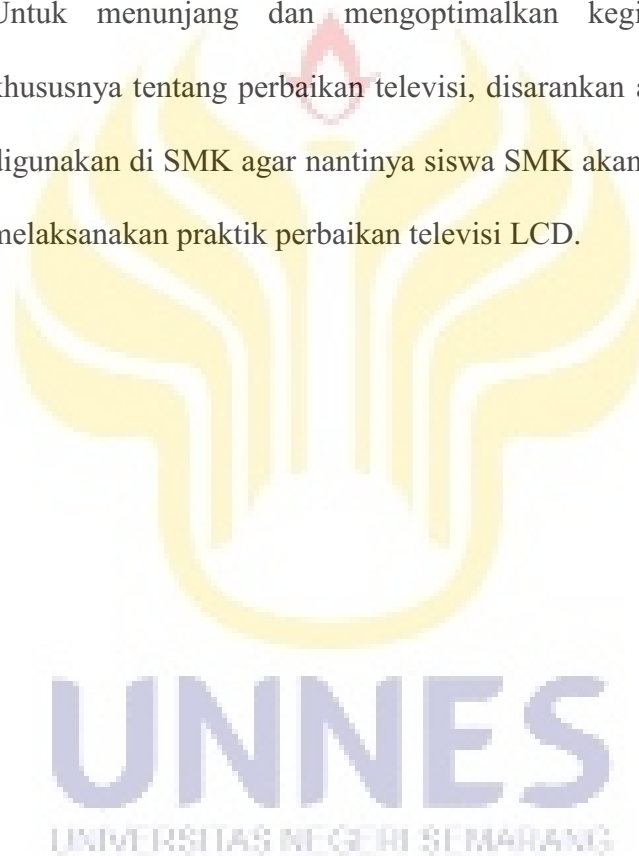 Untuk menunjang dan mengoptimalkan
khususnya tentang perbaikan televisi, disarankan
digunakan di SMK agar nantinya siswa SMK akan
melaksanakan praktik perbaikan televisi LCD.
UNNES
UNIVERSITAS NEGERI SEMARANG